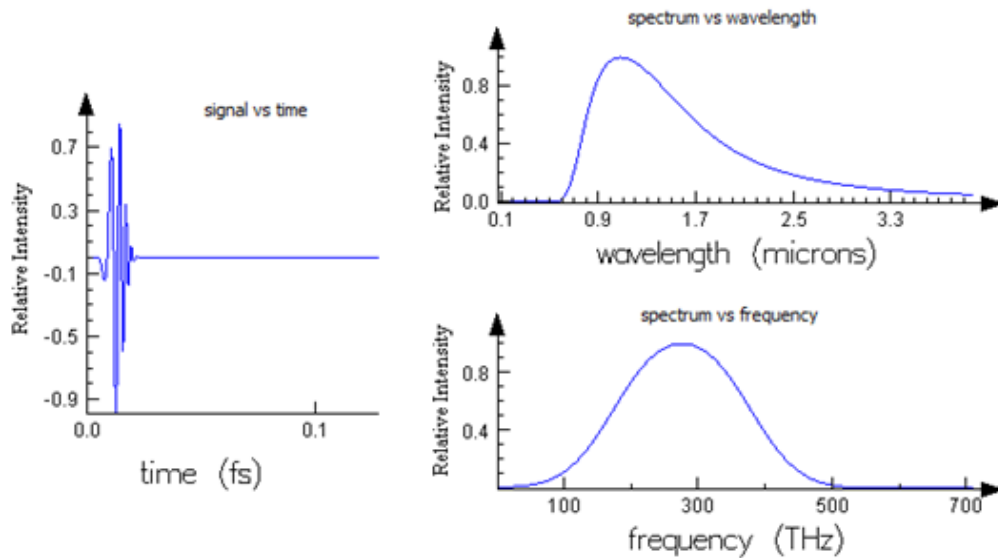 signal vs time
Relative Intensity
0.7
0.3
-0.1
-0.5
-0.9
0.0
0.1
time (fs)
spectrum vs wavelength
Relative Intensity
0.8
0.4
0.0
0.1
0.9
1.7
2.5
3.3
wavelength (microns)
spectrum vs frequency
Relative Intensity
0.8
0.4
100
300
500
700
frequency (THz)